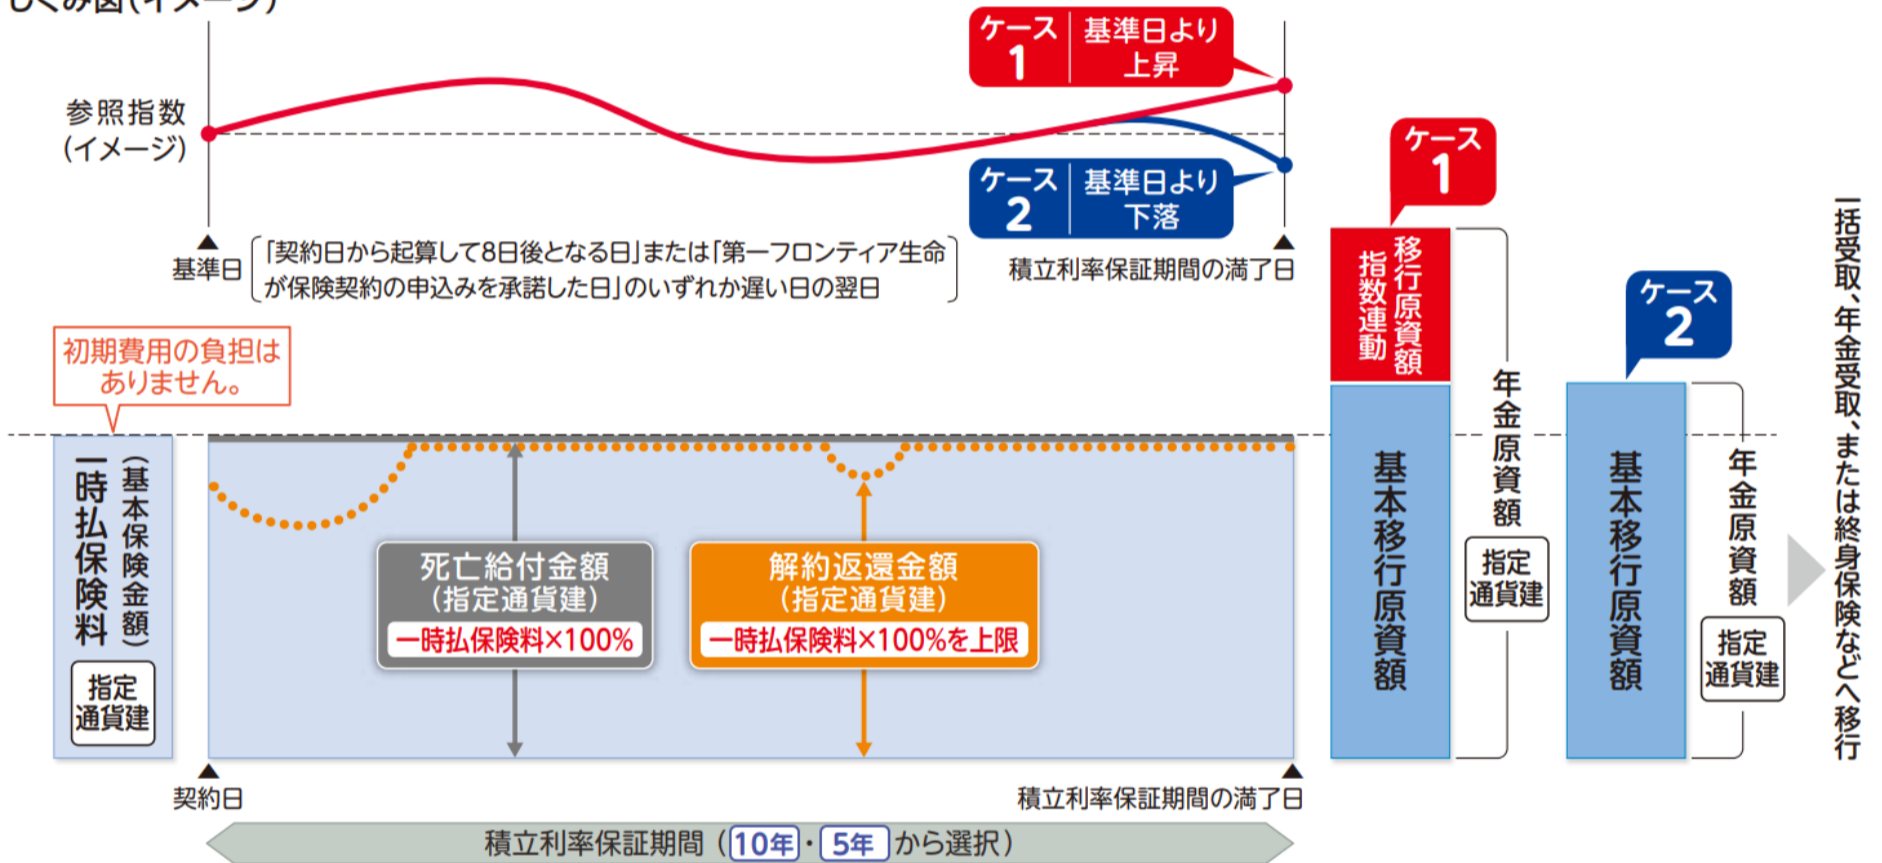 しくみ図(イメージ)
ケース
1
基準日より
上昇
参照指数
(イメージ)
ケース
2
基準日より
下落
基準日
「契約日から起算して8日後となる日」または「第一フロンティア生命
が保険契約の申込みを承諾した日」のいずれか遅い日の翌日
積立利率保証期間の満了日
初期費用の負担は
ありません。
一時払保険料
(基本保険金額)
指定
通貨建
死亡給付金額
(指定通貨建)
一時払保険料×100%
解約返還金額
(指定通貨建)
一時払保険料×100%を上限
契約日
積立利率保証期間の満了日
積立利率保証期間(10年・5年から選択)
ケース
1
指数連動
移行原資額
基本移行原資額
年金原資額
指定
通貨建
ケース
2
基本移行原資額
年金原資額
指定
通貨建
一括受取、年金受取、または終身保険などへ移行